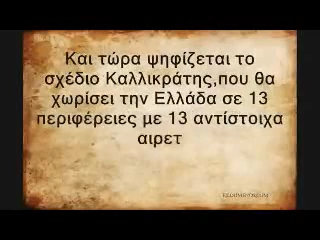 Και τώρα ψηφίζεται το
σχέδιο Καλλικράτης,που θα
χωρίσει την Ελλάδα σε 13
περιφέρειες με 13 αντίστοιχα
αιρετ